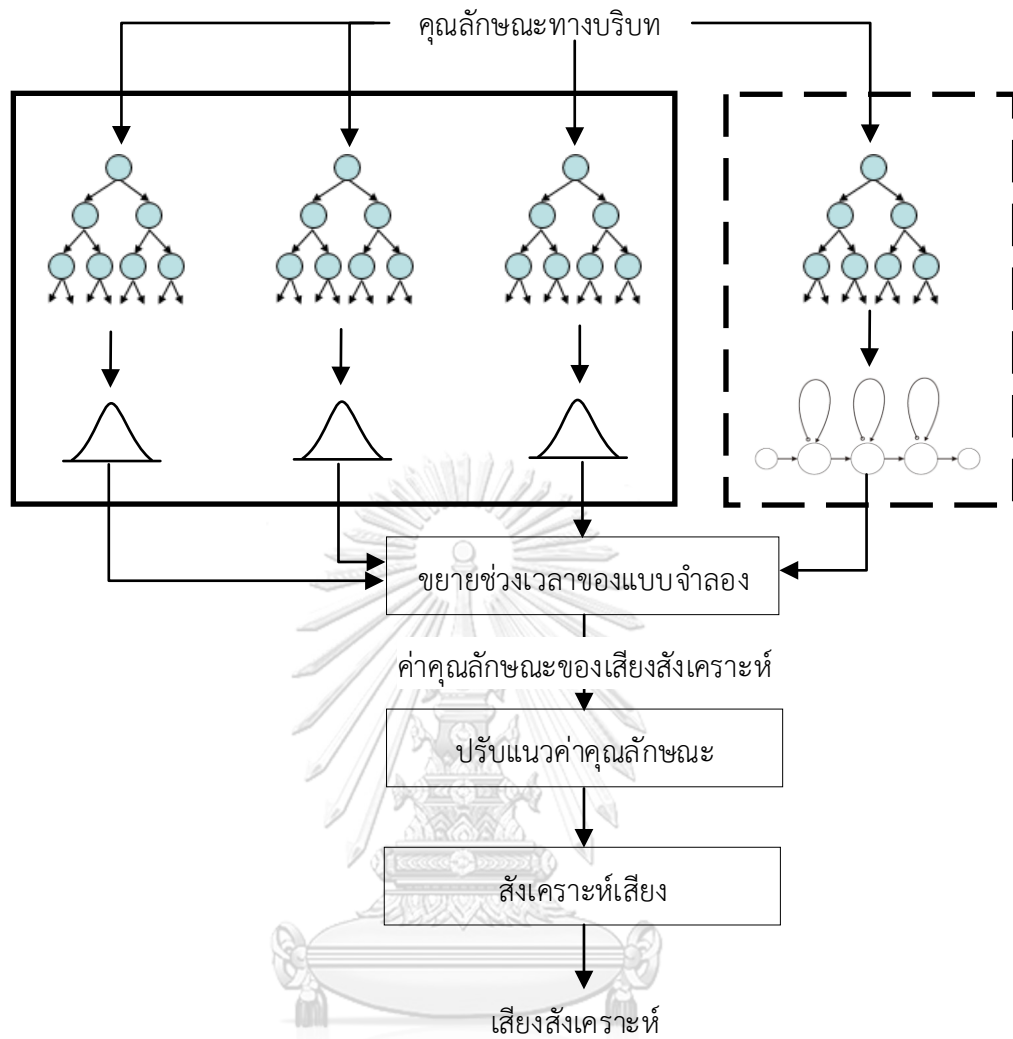 คุณลักษณะทางบริบท
ขยายช่วงเวลาของแบบจำลอง
ค่าคุณลักษณะของเสียงสังเคราะห์
ปรับแนวค่าคุณลักษณะ
สังเคราะห์เสียง
เสียงสังเคราะห์